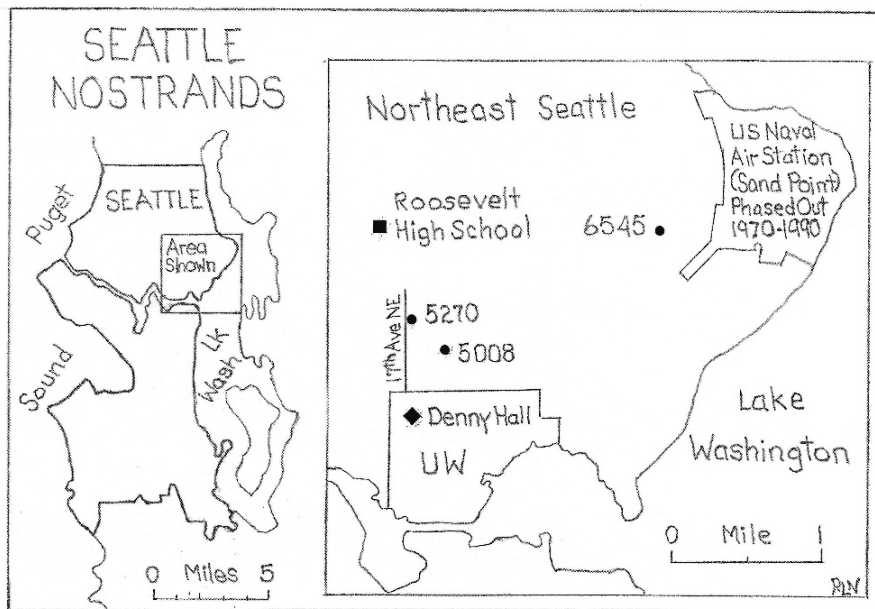 SEATTLE
NOSTRANDS
Puget
Sound
SEATTLE
Area
Shown
Lk
Wash
0 Miles 5
Northeast Seattle
US Naval
Air Station
(Sand Point)
Phased Out
1970-1990
Roosevelt
High School
6545
17th Ave NE
5270
5008
Denny Hall
UW
Lake
Washington
0 Mile 1
RLN